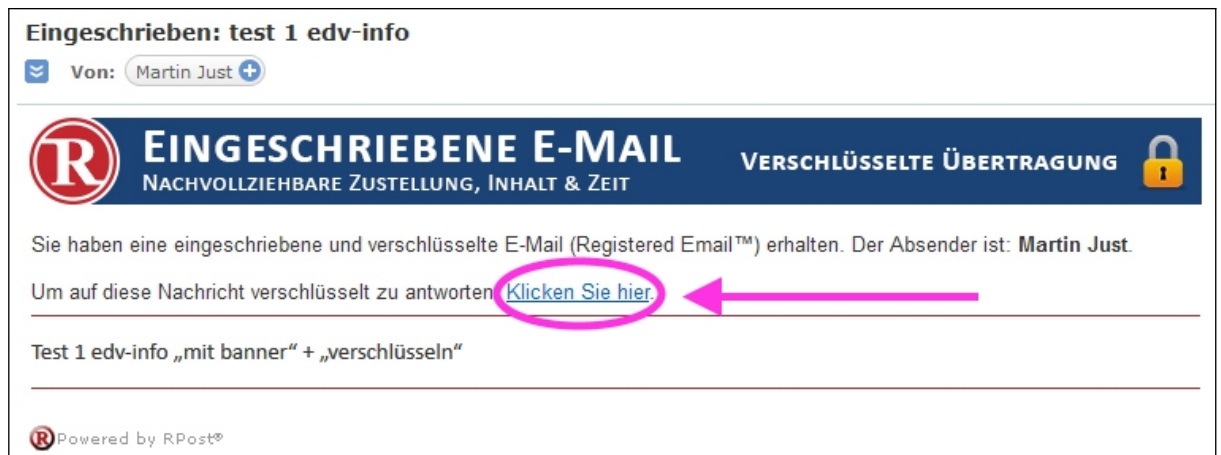 Eingeschrieben: test 1 edv-info
Von: Martin Just
R EINGESCHRIEBENE E-MAIL
NACHVOLLZIEHBARE ZUSTELLUNG, INHALT & ZEIT
VERSCHLÜSSELTE ÜBERTRAGUNG
Sie haben eine eingeschriebene und verschlüsselte E-Mail (Registered Email™) erhalten. Der Absender ist: Martin Just.
Um auf diese Nachricht verschlüsselt zu antworten Klicken Sie hier.
Test 1 edv-info „mit banner“ + „verschlüsseln“
R Powered by RPost®